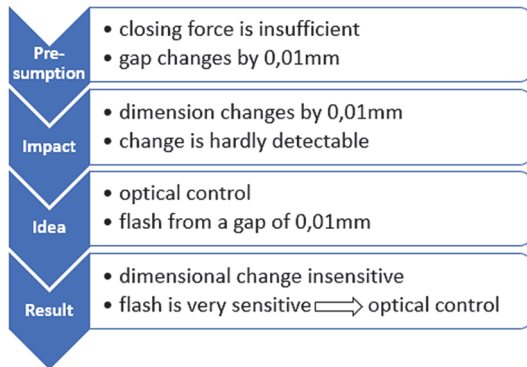 Pre-
sumption
• closing force is insufficient
• gap changes by 0,01mm
Impact
• dimension changes by 0,01mm
• change is hardly detectable
Idea
• optical control
• flash from a gap of 0,01mm
Result
• dimensional change insensitive
• flash is very sensitive ⇒ optical control